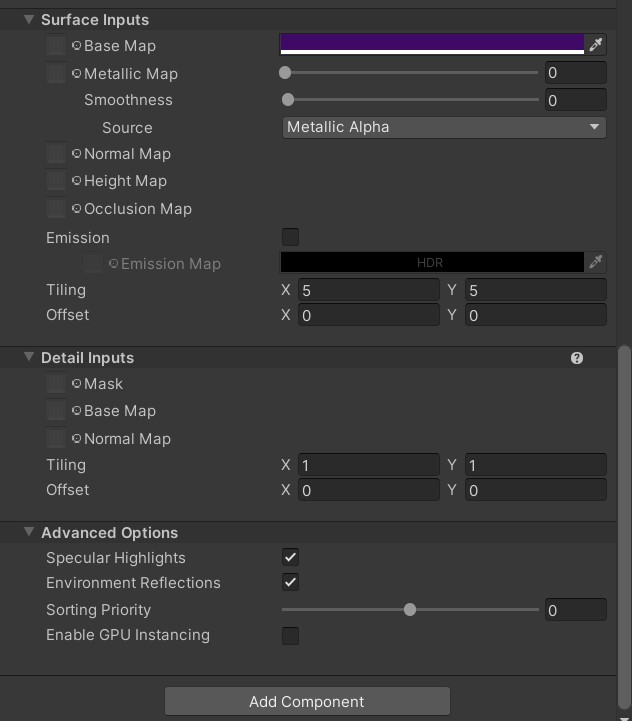 Surface Inputs
Base Map
Metallic Map 0
Smoothness 0
Source Metallic Alpha
Normal Map
Height Map
Occlusion Map
Emission
Emission Map HDR
Tiling X 5 Y 5
Offset X 0 Y 0
Detail Inputs ?
Mask
Base Map
Normal Map
Tiling X 1 Y 1
Offset X 0 Y 0
Advanced Options
Specular Highlights
Environment Reflections
Sorting Priority 0
Enable GPU Instancing
Add Component